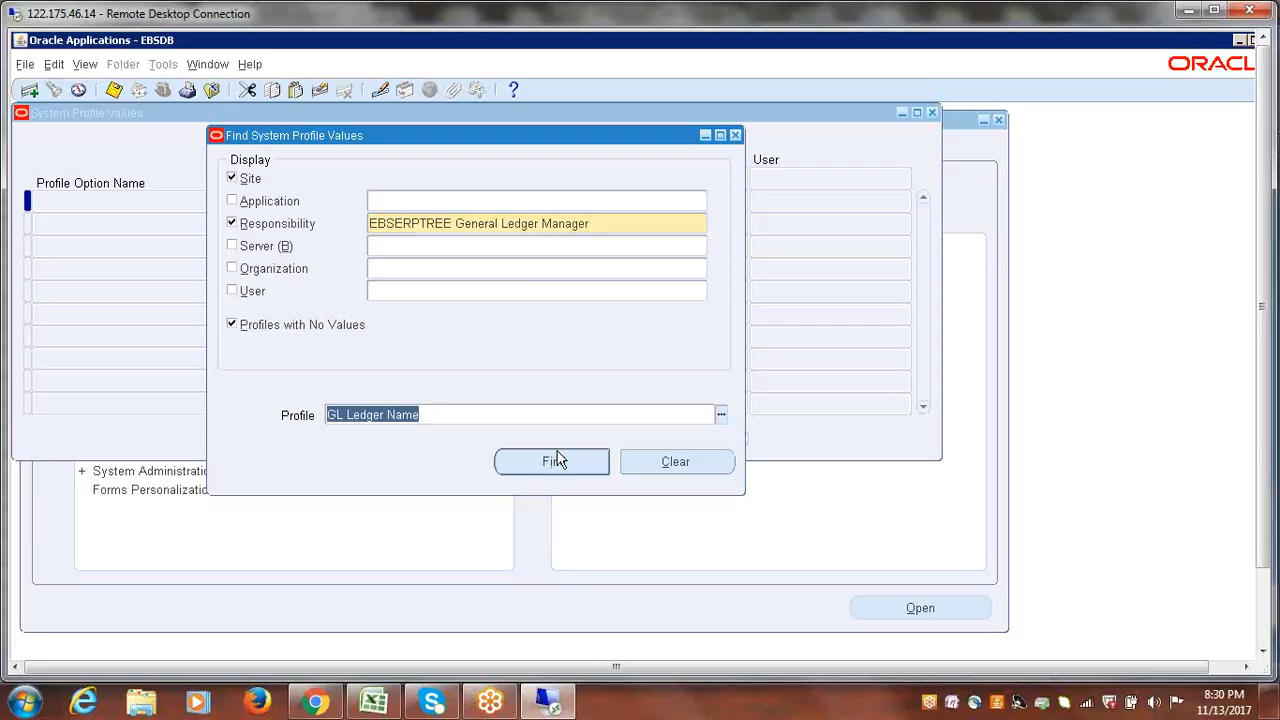 122.175.46.14 - Remote Desktop Connection
Oracle Applications - EBSDB
File Edit View Folder Tools Window Help
ORACL
System Profile Values
Find System Profile Values
Display
User
Site
Profile Option Name
Application
Responsibility EBSERPTREE General Ledger Manager
Server (B)
Organization
User
Profiles with No Values
Profile GL Ledger Name
Clear
+ System Administratio
Forms Personalizatio
Open
8:30 PM
11/13/2017